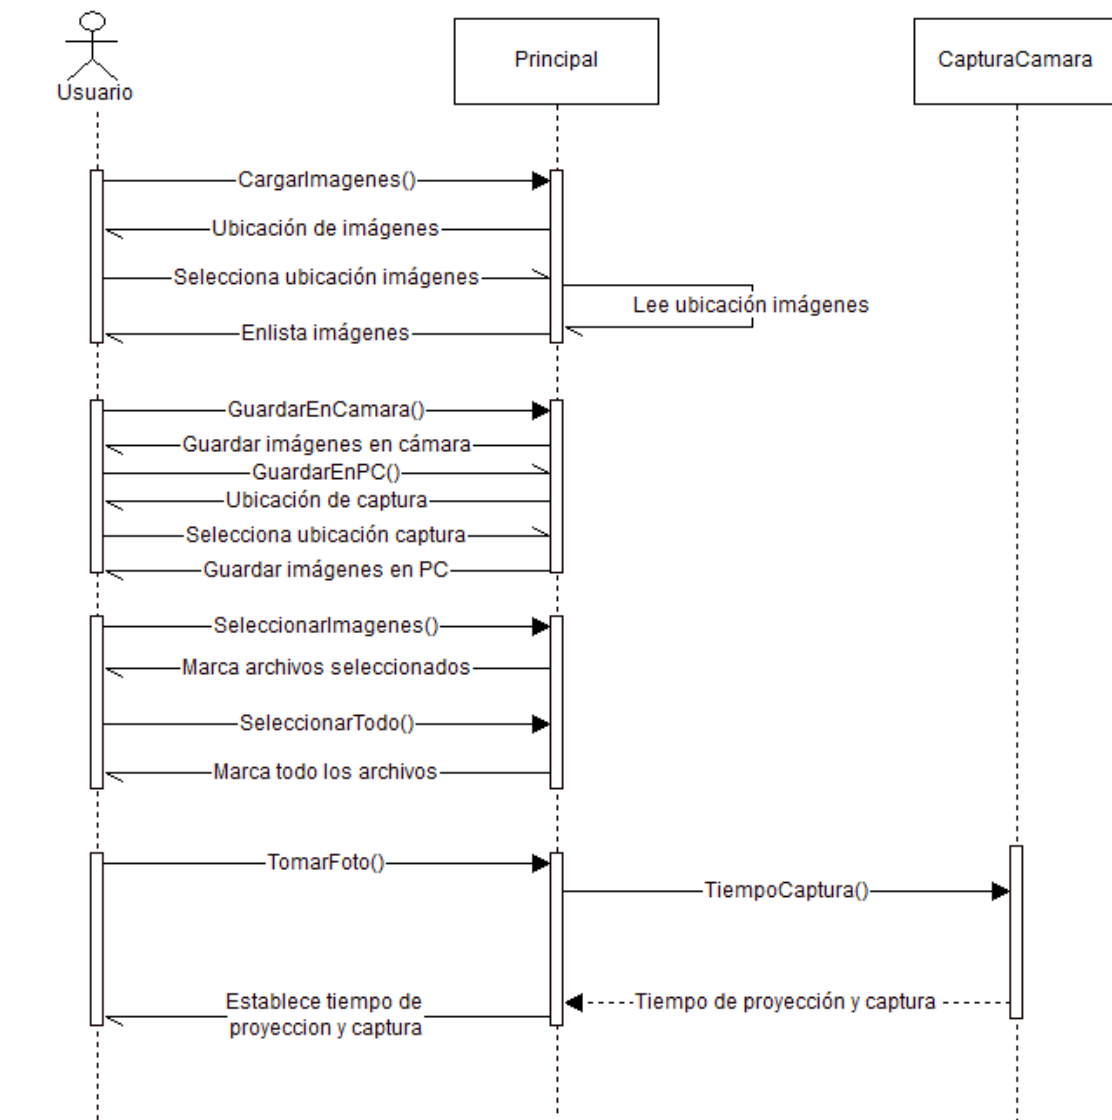 Usuario
Principal
CapturaCamara
CargarImagenes()
Ubicación de imágenes
Selecciona ubicación imágenes
Lee ubicación imágenes
Enlista imágenes
GuardarEnCamara()
Guardar imágenes en cámara
GuardarEnPC()
Ubicación de captura
Selecciona ubicación captura
Guardar imágenes en PC
SeleccionarImagenes()
Marca archivos seleccionados
SeleccionarTodo()
Marca todo los archivos
TomarFoto()
TiempoCaptura()
Tiempo de proyección y captura
Establece tiempo de
proyeccion y captura